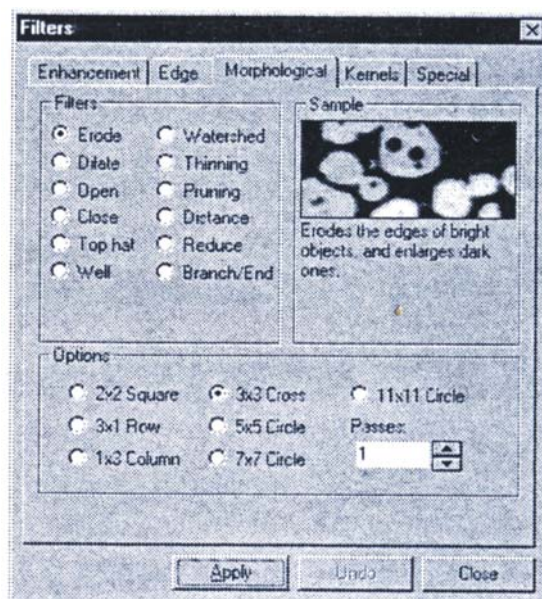 Filters
Enhancement Edge Morphological Kernels Special
Filters
Erode Watershed
Dilate Thinning
Open Pruning
Close Distance
Top hat Reduce
Well Branch/End
Sample
Erodes the edges of bright
objects, and enlarges dark
ones.
Options
2x2 Square 3x3 Cross 11x11 Circle
3x1 Row 5x5 Circle Passes:
1x3 Column 7x7 Circle 1
Apply Undo Close